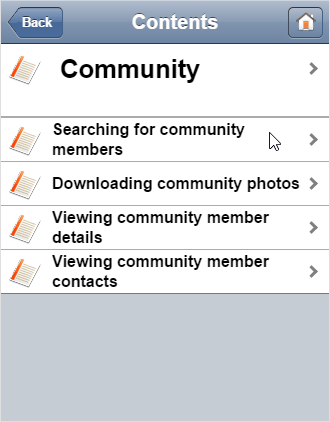 Back
Contents
Community
Searching for community
members
Downloading community photos
Viewing community member
details
Viewing community member
contacts